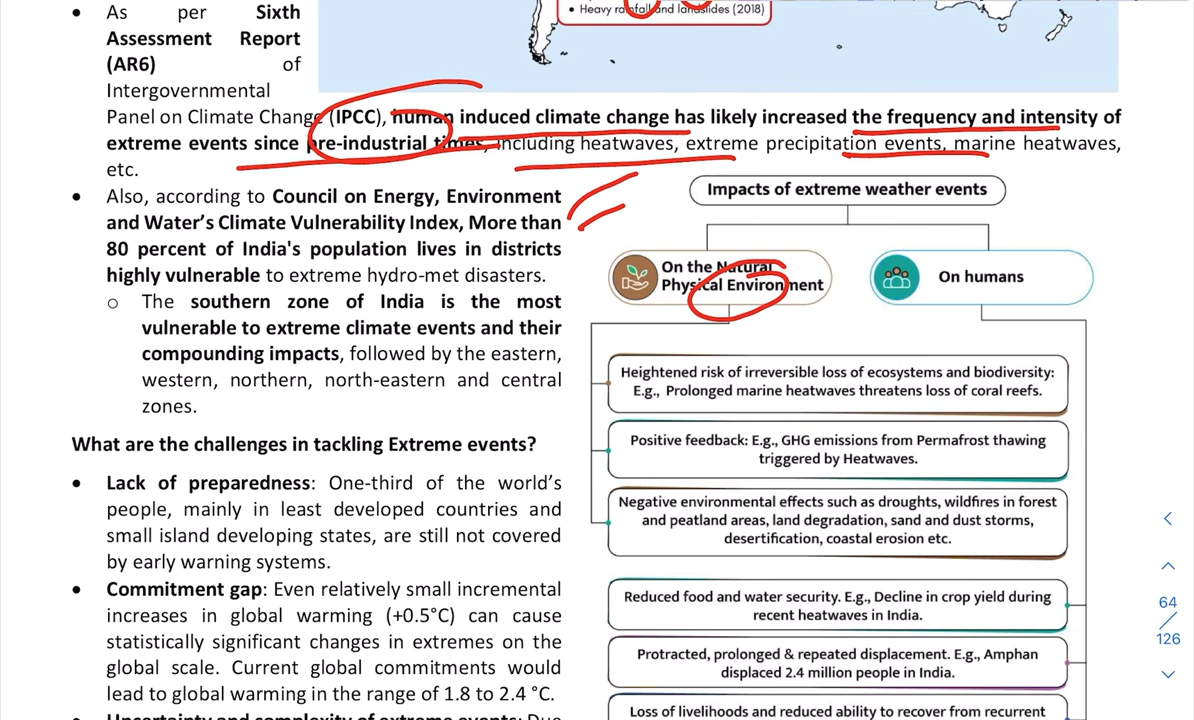 • Heavy rainfall and landslides (2018)
• As per Sixth
Assessment Report
(AR6) of
Intergovernmental
Panel on Climate Change (IPCC), human induced climate change has likely increased the frequency and intensity of
extreme events since pre-industrial times, including heatwaves, extreme precipitation events, marine heatwaves,
etc.
• Also, according to Council on Energy, Environment
and Water's Climate Vulnerability Index, More than
80 percent of India's population lives in districts
highly vulnerable to extreme hydro-met disasters.
o The southern zone of India is the most
vulnerable to extreme climate events and their
compounding impacts, followed by the eastern,
western, northern, north-eastern and central
zones.
What are the challenges in tackling Extreme events?
• Lack of preparedness: One-third of the world's
people, mainly in least developed countries and
small island developing states, are still not covered
by early warning systems.
• Commitment gap: Even relatively small incremental
increases in global warming (+0.5°C) can cause
statistically significant changes in extremes on the
global scale. Current global commitments would
lead to global warming in the range of 1.8 to 2.4 °C.
• Uncertainty and complexity of extreme events: Due
Impacts of extreme weather events
On the Natural
Physical Environment
On humans
Heightened risk of irreversible loss of ecosystems and biodiversity:
E.g., Prolonged marine heatwaves threatens loss of coral reefs.
Positive feedback: E.g., GHG emissions from Permafrost thawing
triggered by Heatwaves.
Negative environmental effects such as droughts, wildfires in forest
and peatland areas, land degradation, sand and dust storms,
desertification, coastal erosion etc.
Reduced food and water security. E.g., Decline in crop yield during
recent heatwaves in India.
Protracted, prolonged & repeated displacement. E.g., Amphan
displaced 2.4 million people in India.
Loss of livelihoods and reduced ability to recover from recurrent
64
126